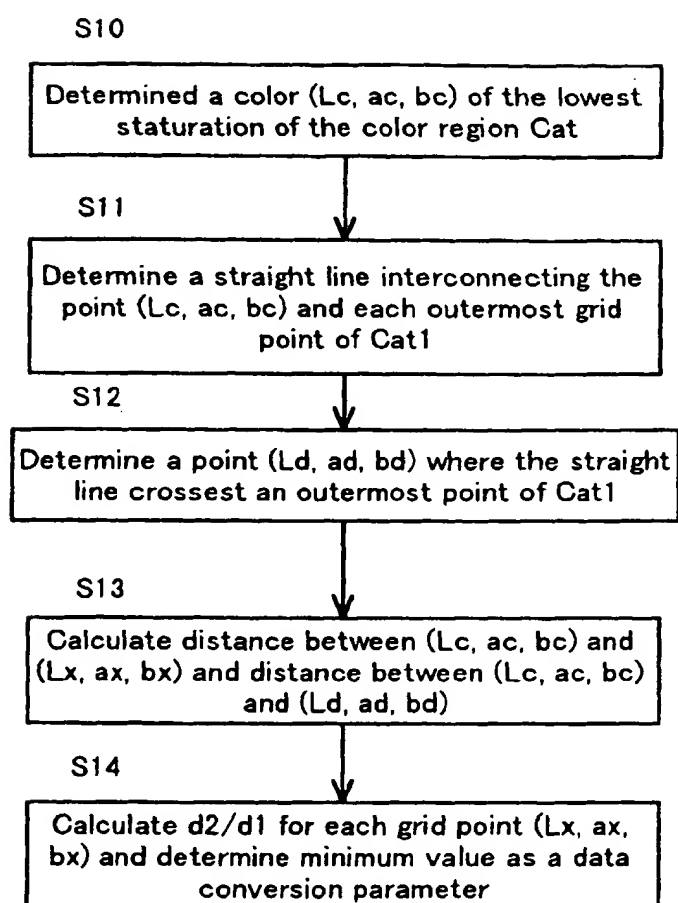 S10
Determined a color (Lc, ac, bc) of the lowest
staturation of the color region Cat
S11
Determine a straight line interconnecting the
point (Lc, ac, bc) and each outermost grid
point of Cat1
S12
Determine a point (Ld, ad, bd) where the straight
line crossest an outermost point of Cat1
S13
Calculate distance between (Lc, ac, bc) and
(Lx, ax, bx) and distance between (Lc, ac, bc)
and (Ld, ad, bd)
S14
Calculate d2/d1 for each grid point (Lx, ax,
bx) and determine minimum value as a data
conversion parameter